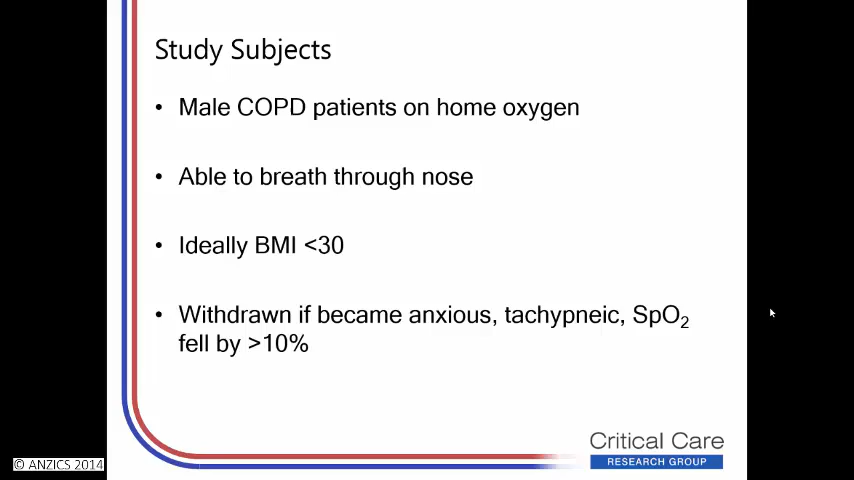 Study Subjects
• Male COPD patients on home oxygen
• Able to breath through nose
• Ideally BMI <30
• Withdrawn if became anxious, tachypneic, SpO₂
fell by >10%
Critical Care
RESEARCH GROUP
© ANZICS 2014